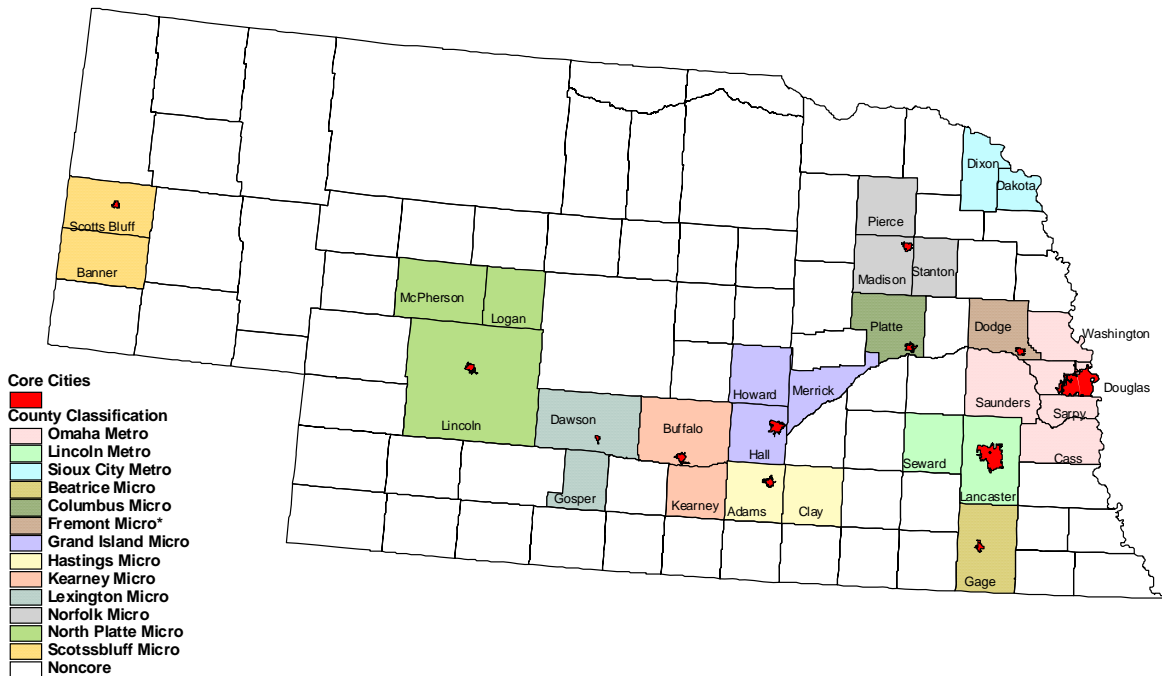 Dixon
Dakota
Pierce
Scotts Bluff
Madison
Stanton
Banner
McPherson
Logan
Platte
Dodge
Washington
Core Cities
Howard
Merrick
Douglas
County Classification
Saunders
Sarpy
Omaha Metro
Lincoln
Dawson
Buffalo
Lincoln Metro
Hall
Seward
Cass
Sioux City Metro
Beatrice Micro
Gosper
Kearney
Adams
Clay
Lancaster
Columbus Micro
Fremont Micro*
Grand Island Micro
Hastings Micro
Kearney Micro
Gage
Lexington Micro
Norfolk Micro
North Platte Micro
Scotssbluff Micro
Noncore